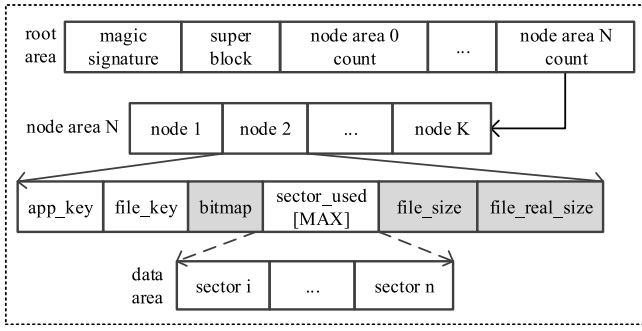 root
area
magic
signature
super
block
node area 0
count
...
node area N
count
node area N
node 1
node 2
...
node K
app_key
file_key
bitmap
sector_used
[MAX]
file_size
file_real_size
data
area
sector i
...
sector n